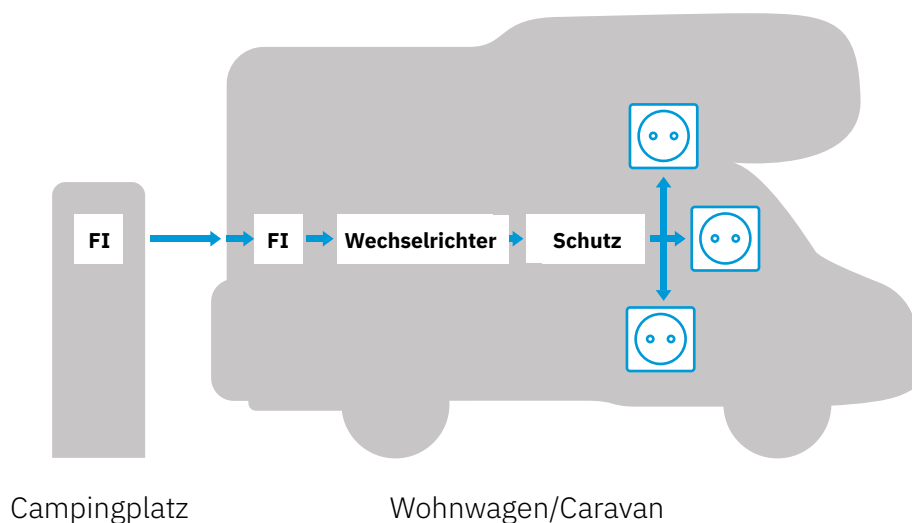 FI
FI
Wechselrichter
Schutz
Campingplatz
Wohnwagen/Caravan